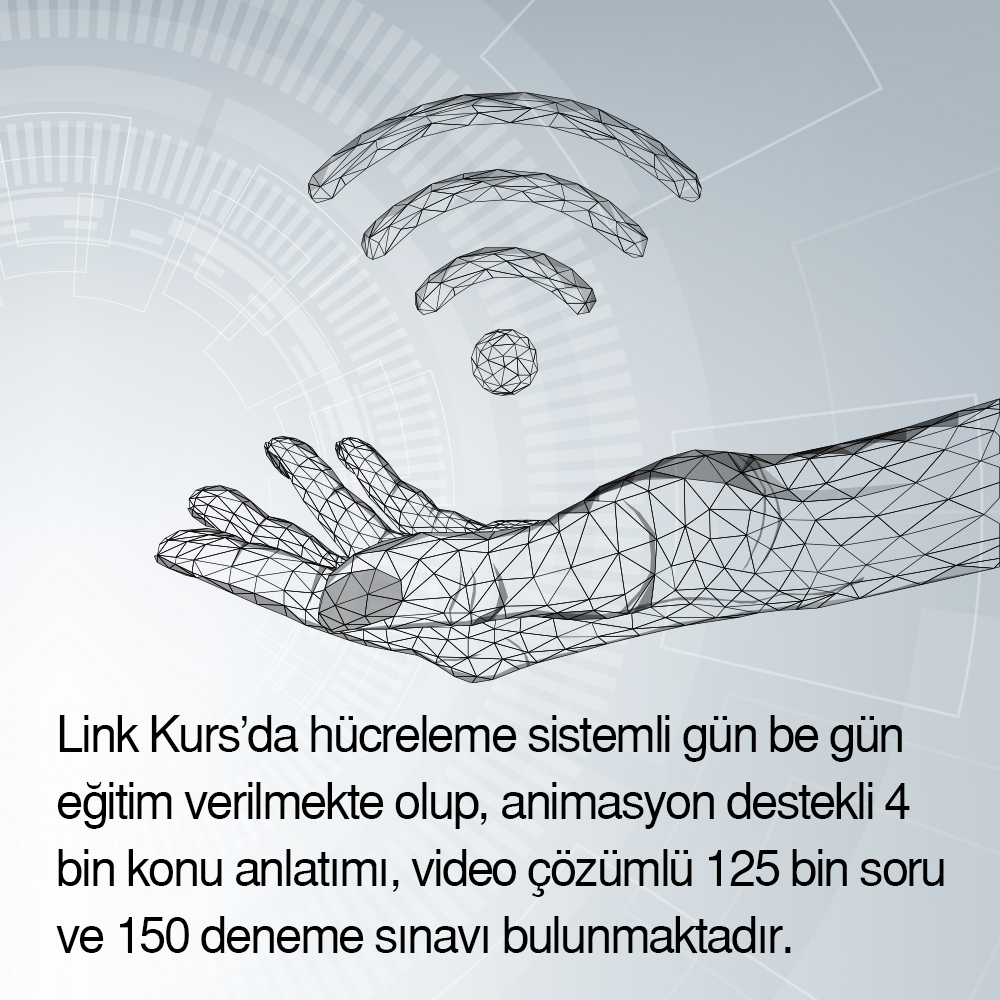 Link Kurs’da hücreleme sistemli gün be gün
eğitim verilmekte olup, animasyon destekli 4
bin konu anlatımı, video çözümlü 125 bin soru
ve 150 deneme sınavı bulunmaktadır.